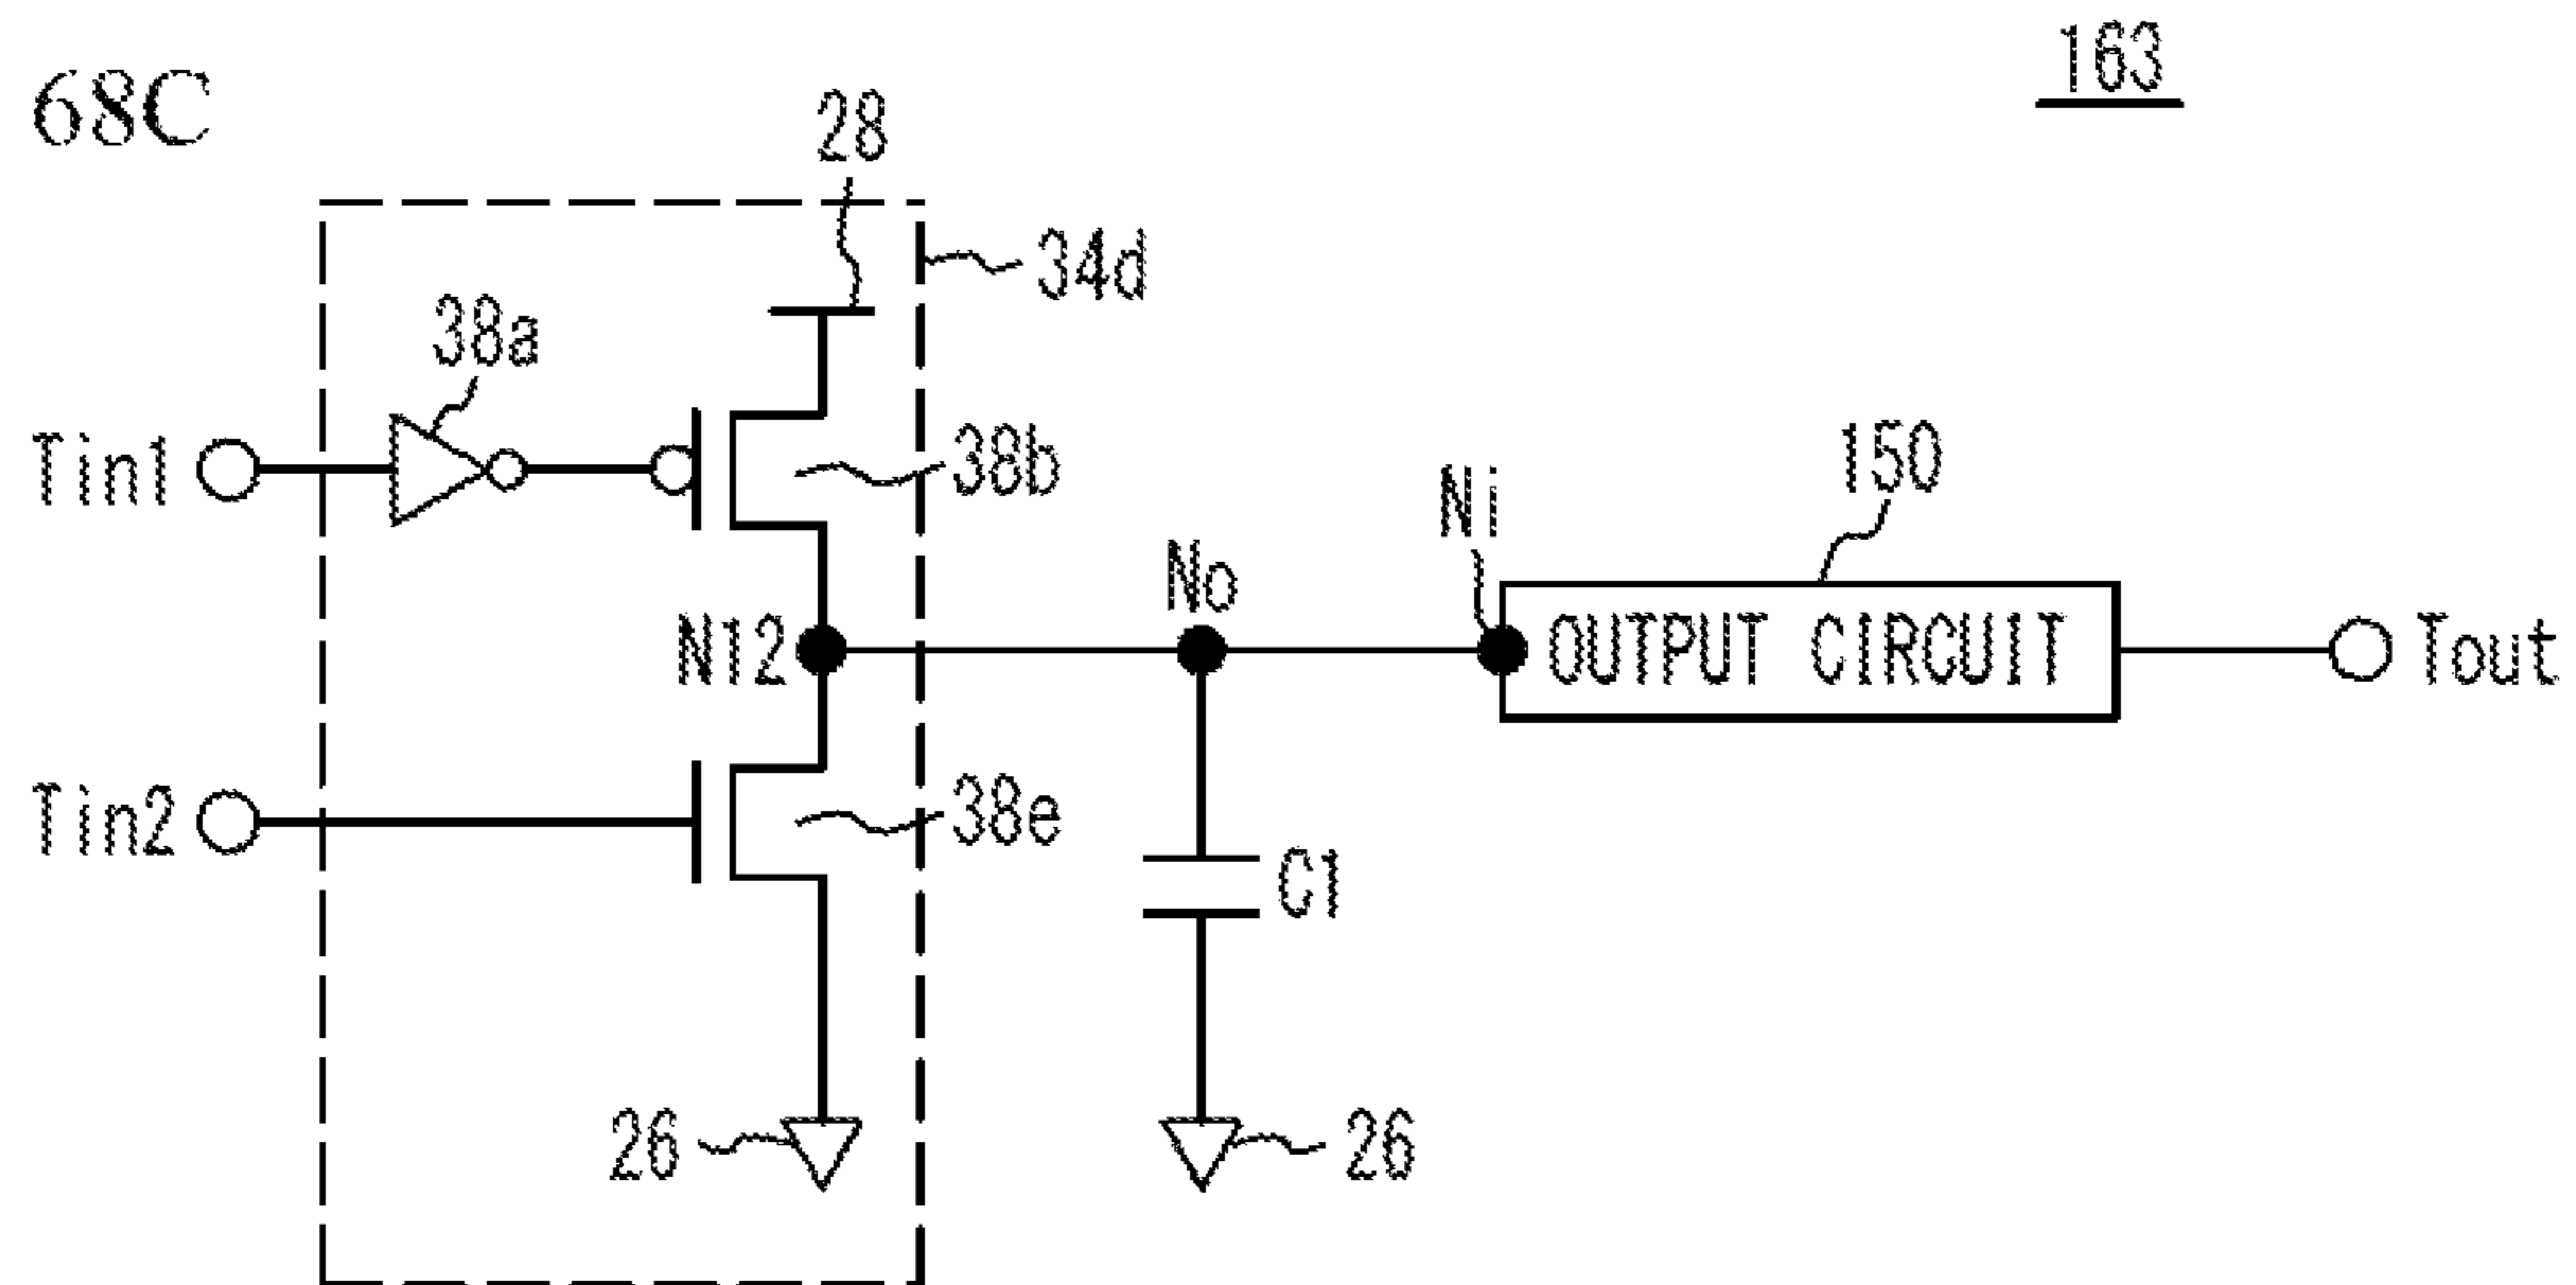 68C
163
28
34d
38a
Tin1
38b
Ni
150
No
N12
OUTPUT CIRCUIT
Tout
Tin2
38e
C1
26
26